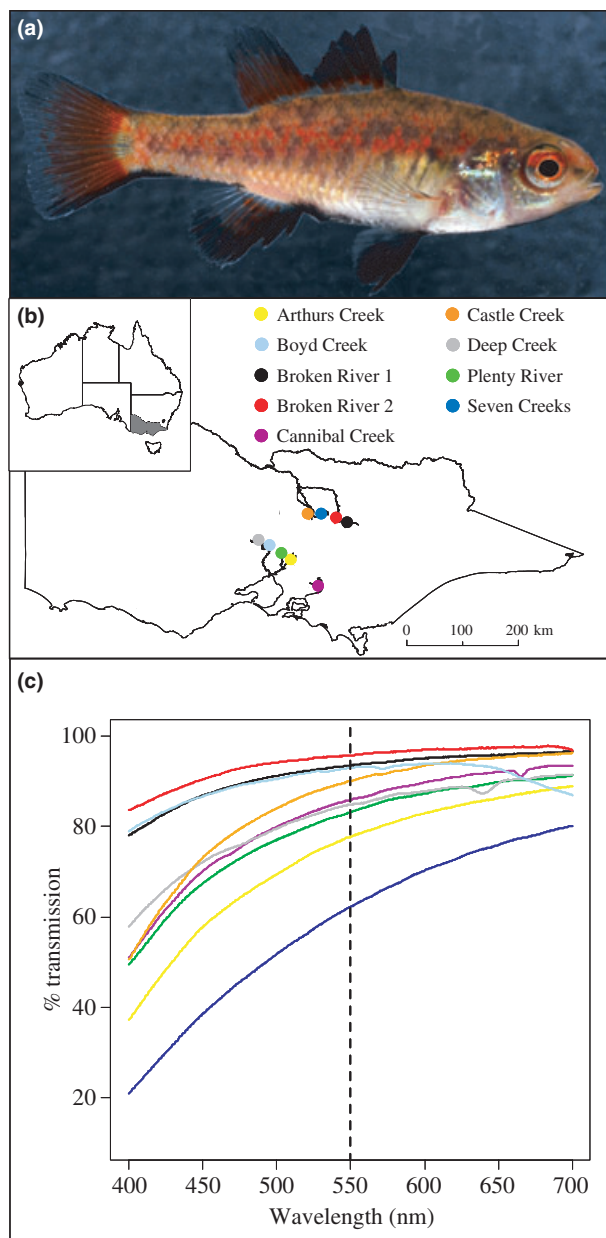 (a)
(b)
Arthurs Creek
Castle Creek
Boyd Creek
Deep Creek
Broken River 1
Plenty River
Broken River 2
Seven Creeks
Cannibal Creek
0 100 200 km
(c)
100
80
60
40
20
% transmission
400 450 500 550 600 650 700
Wavelength (nm)